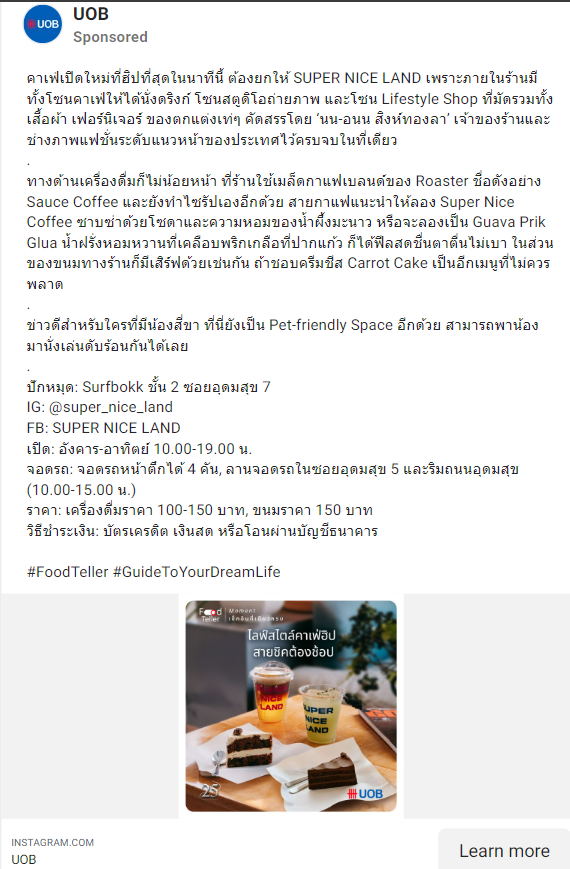 UOB
UOB
Sponsored
คาเฟ่เปิดใหม่ที่ฮิปที่สุดในนาทีนี้ ต้องยกให้ SUPER NICE LAND เพราะภายในร้านมี
ทั้งโซนคาเฟ่ให้ได้นั่งดริงก์ โซนสตูดิโอถ่ายภาพ และโซน Lifestyle Shop ที่มัดรวมทั้ง
เสื้อผ้า เฟอร์นิเจอร์ ของตกแต่งเท่ๆ คัดสรรโดย ‘นน-อนน สิงห์ทองลา’ เจ้าของร้านและ
ช่างภาพแฟชั่นระดับแนวหน้าของประเทศไว้ครบจบในที่เดียว
.
ทางด้านเครื่องดื่มก็ไม่น้อยหน้า ที่ร้านใช้เมล็ดกาแฟเบลนด์ของ Roaster ชื่อดังอย่าง
Sauce Coffee และยังทำไซรัปเองอีกด้วย สายกาแฟแนะนำให้ลอง Super Nice
Coffee ซาบซ่าด้วยโซดาและความหอมของน้ำผึ้งมะนาว หรือจะลองเป็น Guava Prik
Glua น้ำฝรั่งหอมหวานที่เคลือบพริกเกลือที่ปากแก้ว ก็ได้ฟีลสดชื่นตาตื่นไม่เบา ในส่วน
ของขนมทางร้านก็มีเสิร์ฟด้วยเช่นกัน ถ้าชอบครีมชีส Carrot Cake เป็นอีกเมนูที่ไม่ควร
พลาด
.
ข่าวดีสำหรับใครที่มีน้องสี่ขา ที่นี่ยังเป็น Pet-friendly Space อีกด้วย สามารถพาน้อง
มานั่งเล่นดับร้อนกันได้เลย
.
ปักหมุด: Surfbokk ชั้น 2 ซอยอุดมสุข 7
IG: @super_nice_land
FB: SUPER NICE LAND
เปิด: อังคาร-อาทิตย์ 10.00-19.00 น.
จอดรถ: จอดรถหน้าตึกได้ 4 คัน, ลานจอดรถในซอยอุดมสุข 5 และริมถนนอุดมสุข
(10.00-15.00 น.)
ราคา: เครื่องดื่มราคา 100-150 บาท, ขนมราคา 150 บาท
วิธีชำระเงิน: บัตรเครดิต เงินสด หรือโอนผ่านบัญชีธนาคาร
#FoodTeller #GuideToYourDreamLife
Food Teller
Moment
เช็กอินที่เดียวครบ
ไลฟ์สไตล์คาเฟ่ฮิป
สายชิคต้องช้อป
NICE
LAND
SUPER
NICE
LAND
25
UOB
INSTAGRAM.COM
UOB
Learn more